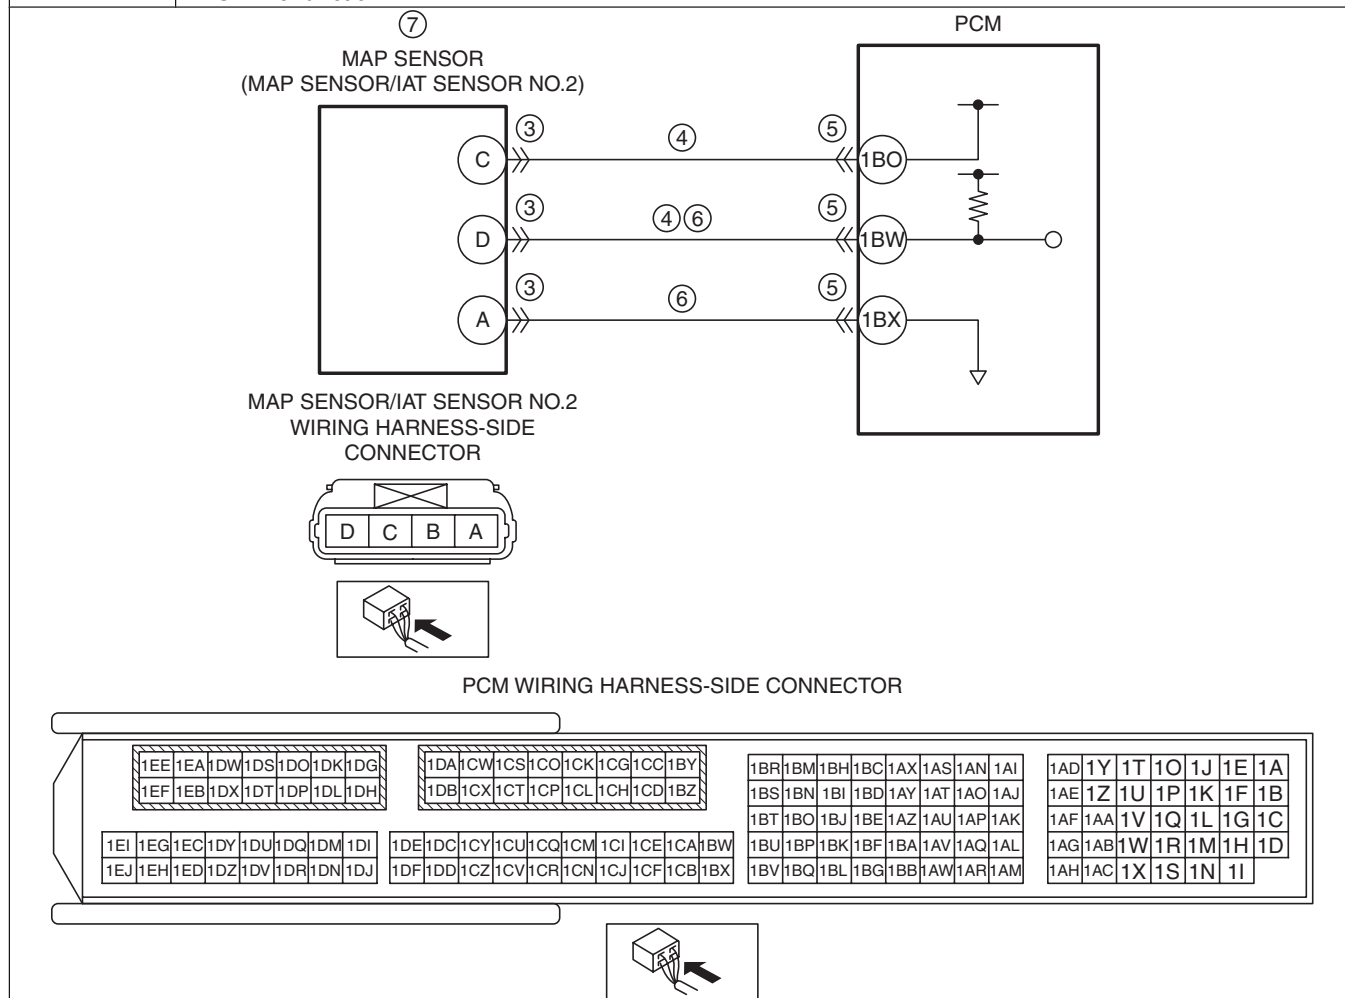 ⑦
PCM
MAP SENSOR
(MAP SENSOR/IAT SENSOR NO.2)
③ ④ ⑤
C 1BO
③ ④⑥ ⑤
D 1BW
③ ⑥ ⑤
A 1BX
MAP SENSOR/IAT SENSOR NO.2
WIRING HARNESS-SIDE
CONNECTOR
D C B A
PCM WIRING HARNESS-SIDE CONNECTOR
1EE 1EA 1DW 1DS 1DO 1DK 1DG 1DA 1CW 1CS 1CO 1CK 1CG 1CC 1BY 1BR 1BM 1BH 1BC 1AX 1AS 1AN 1AI 1AD 1Y 1T 1O 1J 1E 1A
1EF 1EB 1DX 1DT 1DP 1DL 1DH 1DB 1CX 1CT 1CP 1CL 1CH 1CD 1BZ 1BS 1BN 1BI 1BD 1AY 1AT 1AO 1AJ 1AE 1Z 1U 1P 1K 1F 1B
1BT 1BO 1BJ 1BE 1AZ 1AU 1AP 1AK 1AF 1AA 1V 1Q 1L 1G 1C
1EI 1EG 1EC 1DY 1DU 1DQ 1DM 1DI 1DE 1DC 1CY 1CU 1CQ 1CM 1CI 1CE 1CA 1BW 1BU 1BP 1BK 1BF 1BA 1AV 1AQ 1AL 1AG 1AB 1W 1R 1M 1H 1D
1EJ 1EH 1ED 1DZ 1DV 1DR 1DN 1DJ 1DF 1DD 1CZ 1CV 1CR 1CN 1CJ 1CF 1CB 1BX 1BV 1BQ 1BL 1BG 1BB 1AW 1AR 1AM 1AH 1AC 1X 1S 1N 1I